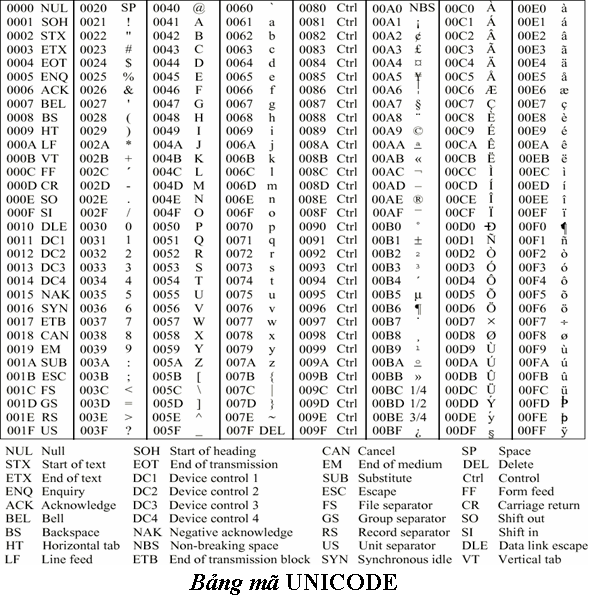 0000 NUL 0020 SP 0040 @ 0060 ` 0080 Ctrl 00A0 NBS 00C0 À 00E0 à
0001 SOH 0021 ! 0041 A 0061 a 0081 Ctrl 00A1 ¡ 00C1 Á 00E1 á
0002 STX 0022 " 0042 B 0062 b 0082 Ctrl 00A2 ¢ 00C2 Â 00E2 â
0003 ETX 0023 # 0043 C 0063 c 0083 Ctrl 00A3 £ 00C3 Ã 00E3 ã
0004 EOT 0024 $ 0044 D 0064 d 0084 Ctrl 00A4 ¤ 00C4 Ä 00E4 ä
0005 ENQ 0025 % 0045 E 0065 e 0085 Ctrl 00A5 ¥ 00C5 Å 00E5 å
0006 ACK 0026 & 0046 F 0066 f 0086 Ctrl 00A6 ¦ 00C6 Æ 00E6 æ
0007 BEL 0027 ' 0047 G 0067 g 0087 Ctrl 00A7 § 00C7 Ç 00E7 ç
0008 BS 0028 ( 0048 H 0068 h 0088 Ctrl 00A8 ¨ 00C8 È 00E8 è
0009 HT 0029 ) 0049 I 0069 i 0089 Ctrl 00A9 © 00C9 É 00E9 é
000A LF 002A * 004A J 006A j 008A Ctrl 00AA ª 00CA Ê 00EA ê
000B VT 002B + 004B K 006B k 008B Ctrl 00AB « 00CB Ë 00EB ë
000C FF 002C ´ 004C L 006C l 008C Ctrl 00AC ¬ 00CC Ì 00EC ì
000D CR 002D - 004D M 006D m 008D Ctrl 00AD – 00CD Í 00ED í
000E SO 002E . 004E N 006E n 008E Ctrl 00AE ® 00CE Î 00EE î
000F SI 002F / 004F O 006F o 008F Ctrl 00AF ¯ 00CF Ï 00EF ï
0010 DLE 0030 0 0050 P 0070 p 0090 Ctrl 00B0 ° 00D0 Ð 00F0 ¶
0011 DC1 0031 1 0051 Q 0071 q 0091 Ctrl 00B1 ± 00D1 Ñ 00F1 ñ
0012 DC2 0032 2 0052 R 0072 r 0092 Ctrl 00B2 ² 00D2 Ò 00F2 ò
0013 DC3 0033 3 0053 S 0073 s 0093 Ctrl 00B3 ³ 00D3 Ó 00F3 ó
0014 DC4 0034 4 0054 T 0074 t 0094 Ctrl 00B4 ´ 00D4 Ô 00F4 ô
0015 NAK 0035 5 0055 U 0075 u 0095 Ctrl 00B5 µ 00D5 Õ 00F5 õ
0016 SYN 0036 6 0056 V 0076 v 0096 Ctrl 00B6 ¶ 00D6 Ö 00F6 ö
0017 ETB 0037 7 0057 W 0077 w 0097 Ctrl 00B7 · 00D7 × 00F7 ÷
0018 CAN 0038 8 0058 X 0078 x 0098 Ctrl 00B8 ¸ 00D8 Ø 00F8 ø
0019 EM 0039 9 0059 Y 0079 y 0099 Ctrl 00B9 ¹ 00D9 Ù 00F9 ù
001A SUB 003A : 005A Z 007A z 009A Ctrl 00BA º 00DA Ú 00FA ú
001B ESC 003B ; 005B [ 007B { 009B Ctrl 00BB » 00DB Û 00FB û
001C FS 003C < 005C \ 007C | 009C Ctrl 00BC 1/4 00DC Ü 00FC ü
001D GS 003D = 005D ] 007D } 009D Ctrl 00BD 1/2 00DD Ý 00FD Þ
001E RS 003E > 005E ^ 007E ~ 009E Ctrl 00BE 3/4 00DE ý 00FE þ
001F US 003F ? 005F _ 007F DEL 009F Ctrl 00BF ¿ 00DF § 00FF ÿ
NUL Null SOH Start of heading CAN Cancel SP Space
STX Start of text EOT End of transmission EM End of medium DEL Delete
ETX End of text DC1 Device control 1 SUB Substitute Ctrl Control
ENQ Enquiry DC2 Device control 2 ESC Escape FF Form feed
ACK Acknowledge DC3 Device control 3 FS File separator CR Carriage return
BEL Bell DC4 Device control 4 GS Group separator SO Shift out
BS Backspace NAK Negative acknowledge RS Record separator SI Shift in
HT Horizontal tab NBS Non-breaking space US Unit separator DLE Data link escape
LF Line feed ETB End of transmission block SYN Synchronous idle VT Vertical tab
Bảng mã UNICODE